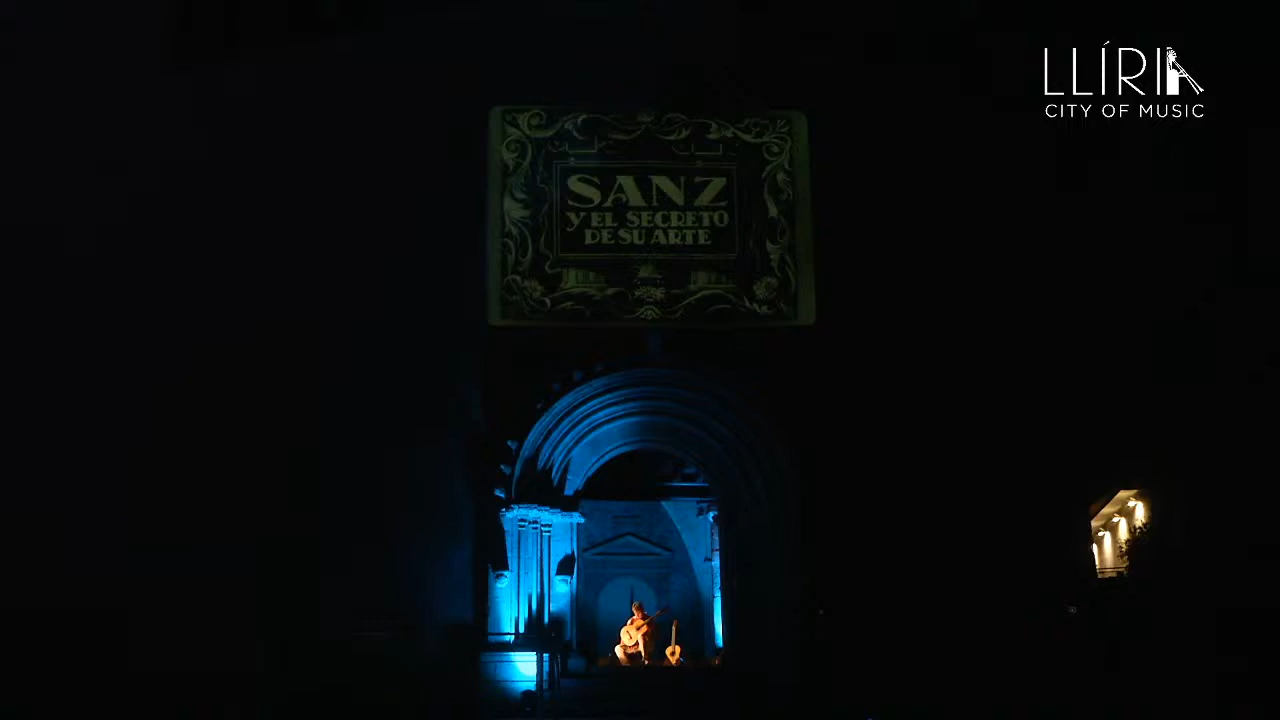 LLÍRIA
CITY OF MUSIC
SANZ
Y EL SECRETO
DE SU ARTE